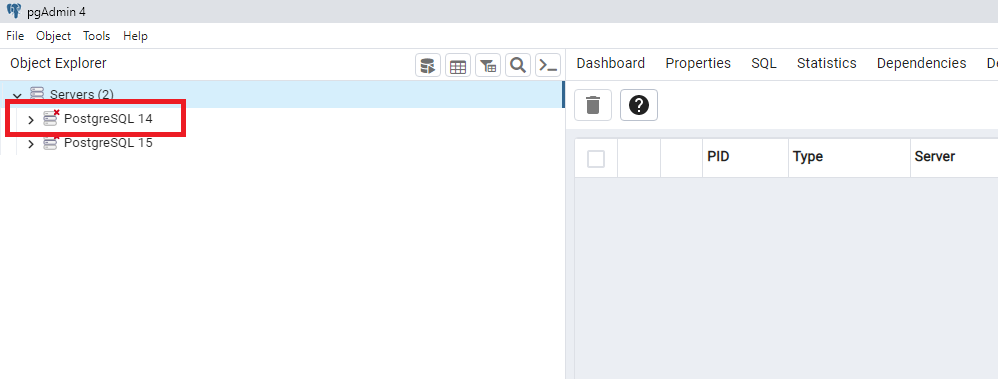 pgAdmin 4
File Object Tools Help
Object Explorer
Dashboard Properties SQL Statistics Dependencies De
Servers (2)
PostgreSQL 14
PostgreSQL 15
PID Type Server